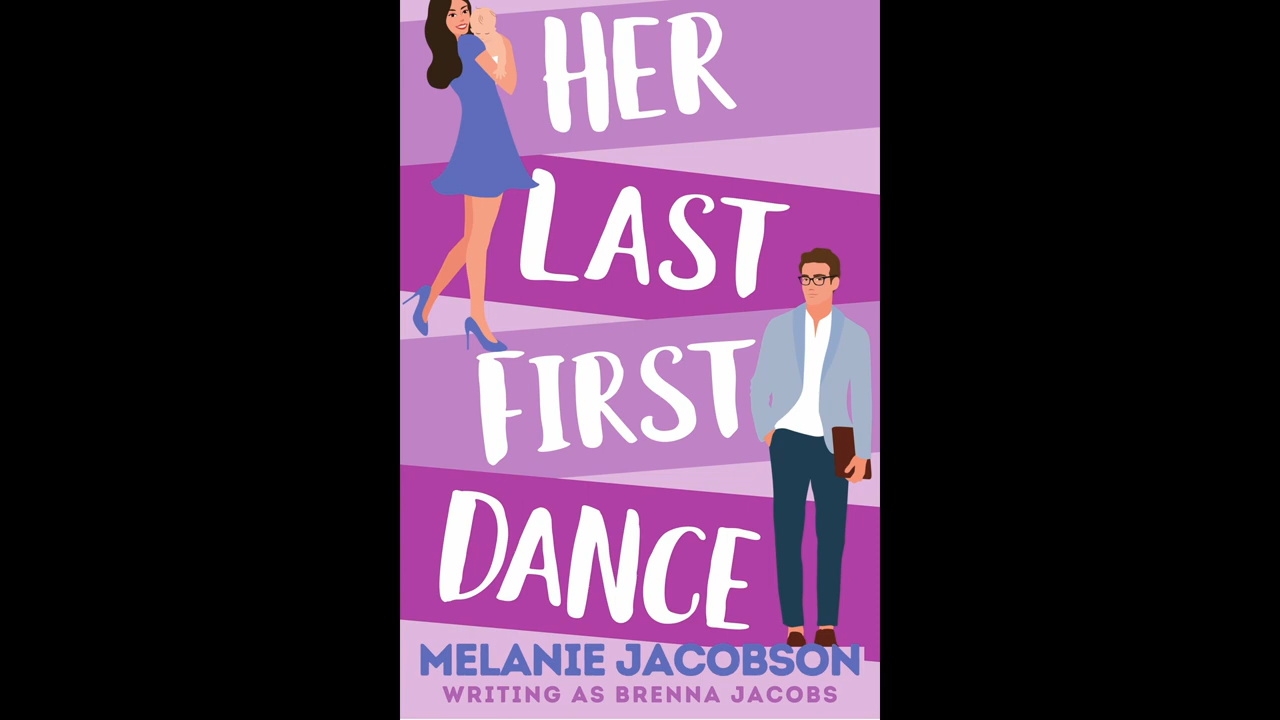 HER
LAST
FIRST
DANCE
MELANIE JACOBSON
WRITING AS BRENNA JACOBS